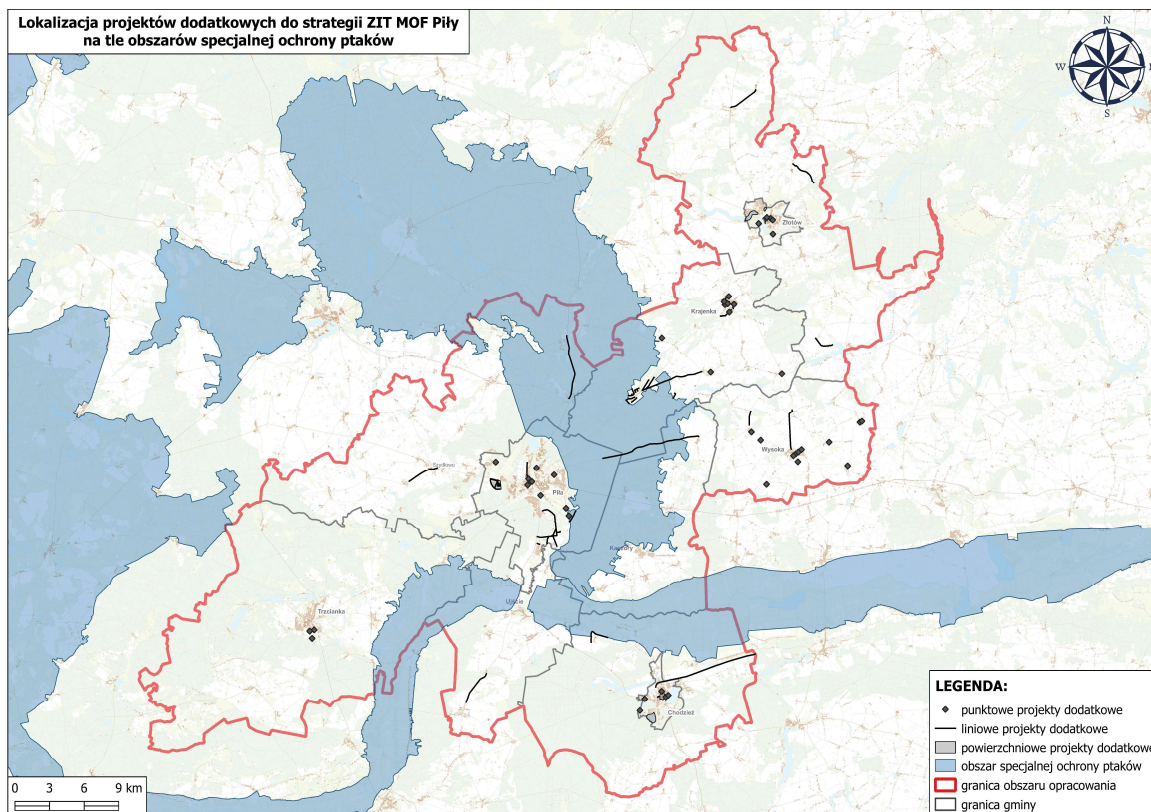 Lokalizacja projektów dodatkowych do strategii ZIT MOF Piły
na tle obszarów specjalnej ochrony ptaków
N
W
E
S
Złotów
Krajenka
Wysoka
Szydłowo
Piła
Kaczory
Ujście
Trzcianka
Chodzież
LEGENDA:
punktowe projekty dodatkowe
liniowe projekty dodatkowe
powierzchniowe projekty dodatkowe
obszar specjalnej ochrony ptaków
granica obszaru opracowania
granica gminy
0 3 6 9 km